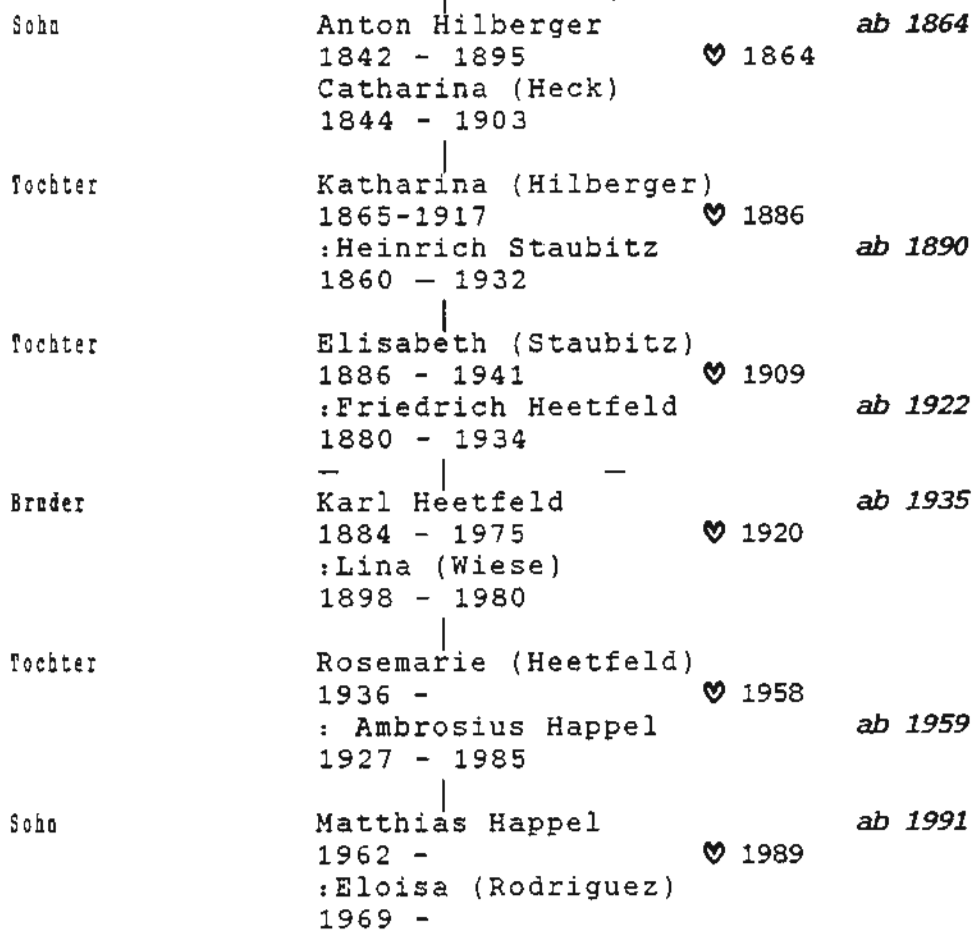 Sohn Anton Hilberger ab 1864
1842 - 1895 ♥ 1864
Catharina (Heck)
1844 - 1903
Tochter Katharina (Hilberger)
1865-1917 ♥ 1886
:Heinrich Staubitz ab 1890
1860 — 1932
Tochter Elisabeth (Staubitz)
1886 - 1941 ♥ 1909
:Friedrich Heetfeld ab 1922
1880 - 1934
Bruder Karl Heetfeld ab 1935
1884 - 1975 ♥ 1920
:Lina (Wiese)
1898 - 1980
Tochter Rosemarie (Heetfeld)
1936 - ♥ 1958
: Ambrosius Happel ab 1959
1927 - 1985
Sohn Matthias Happel ab 1991
1962 - ♥ 1989
:Eloisa (Rodriguez)
1969 -